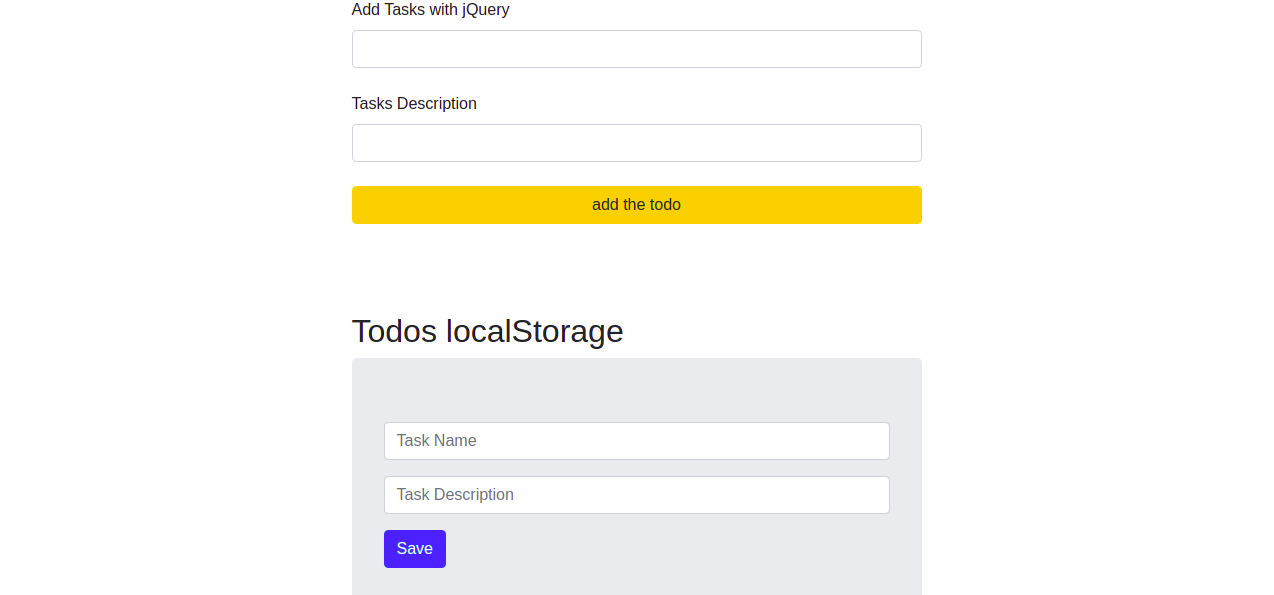 Add Tasks with jQuery
Tasks Description
add the todo
Todos localStorage
Task Name
Task Description
Save